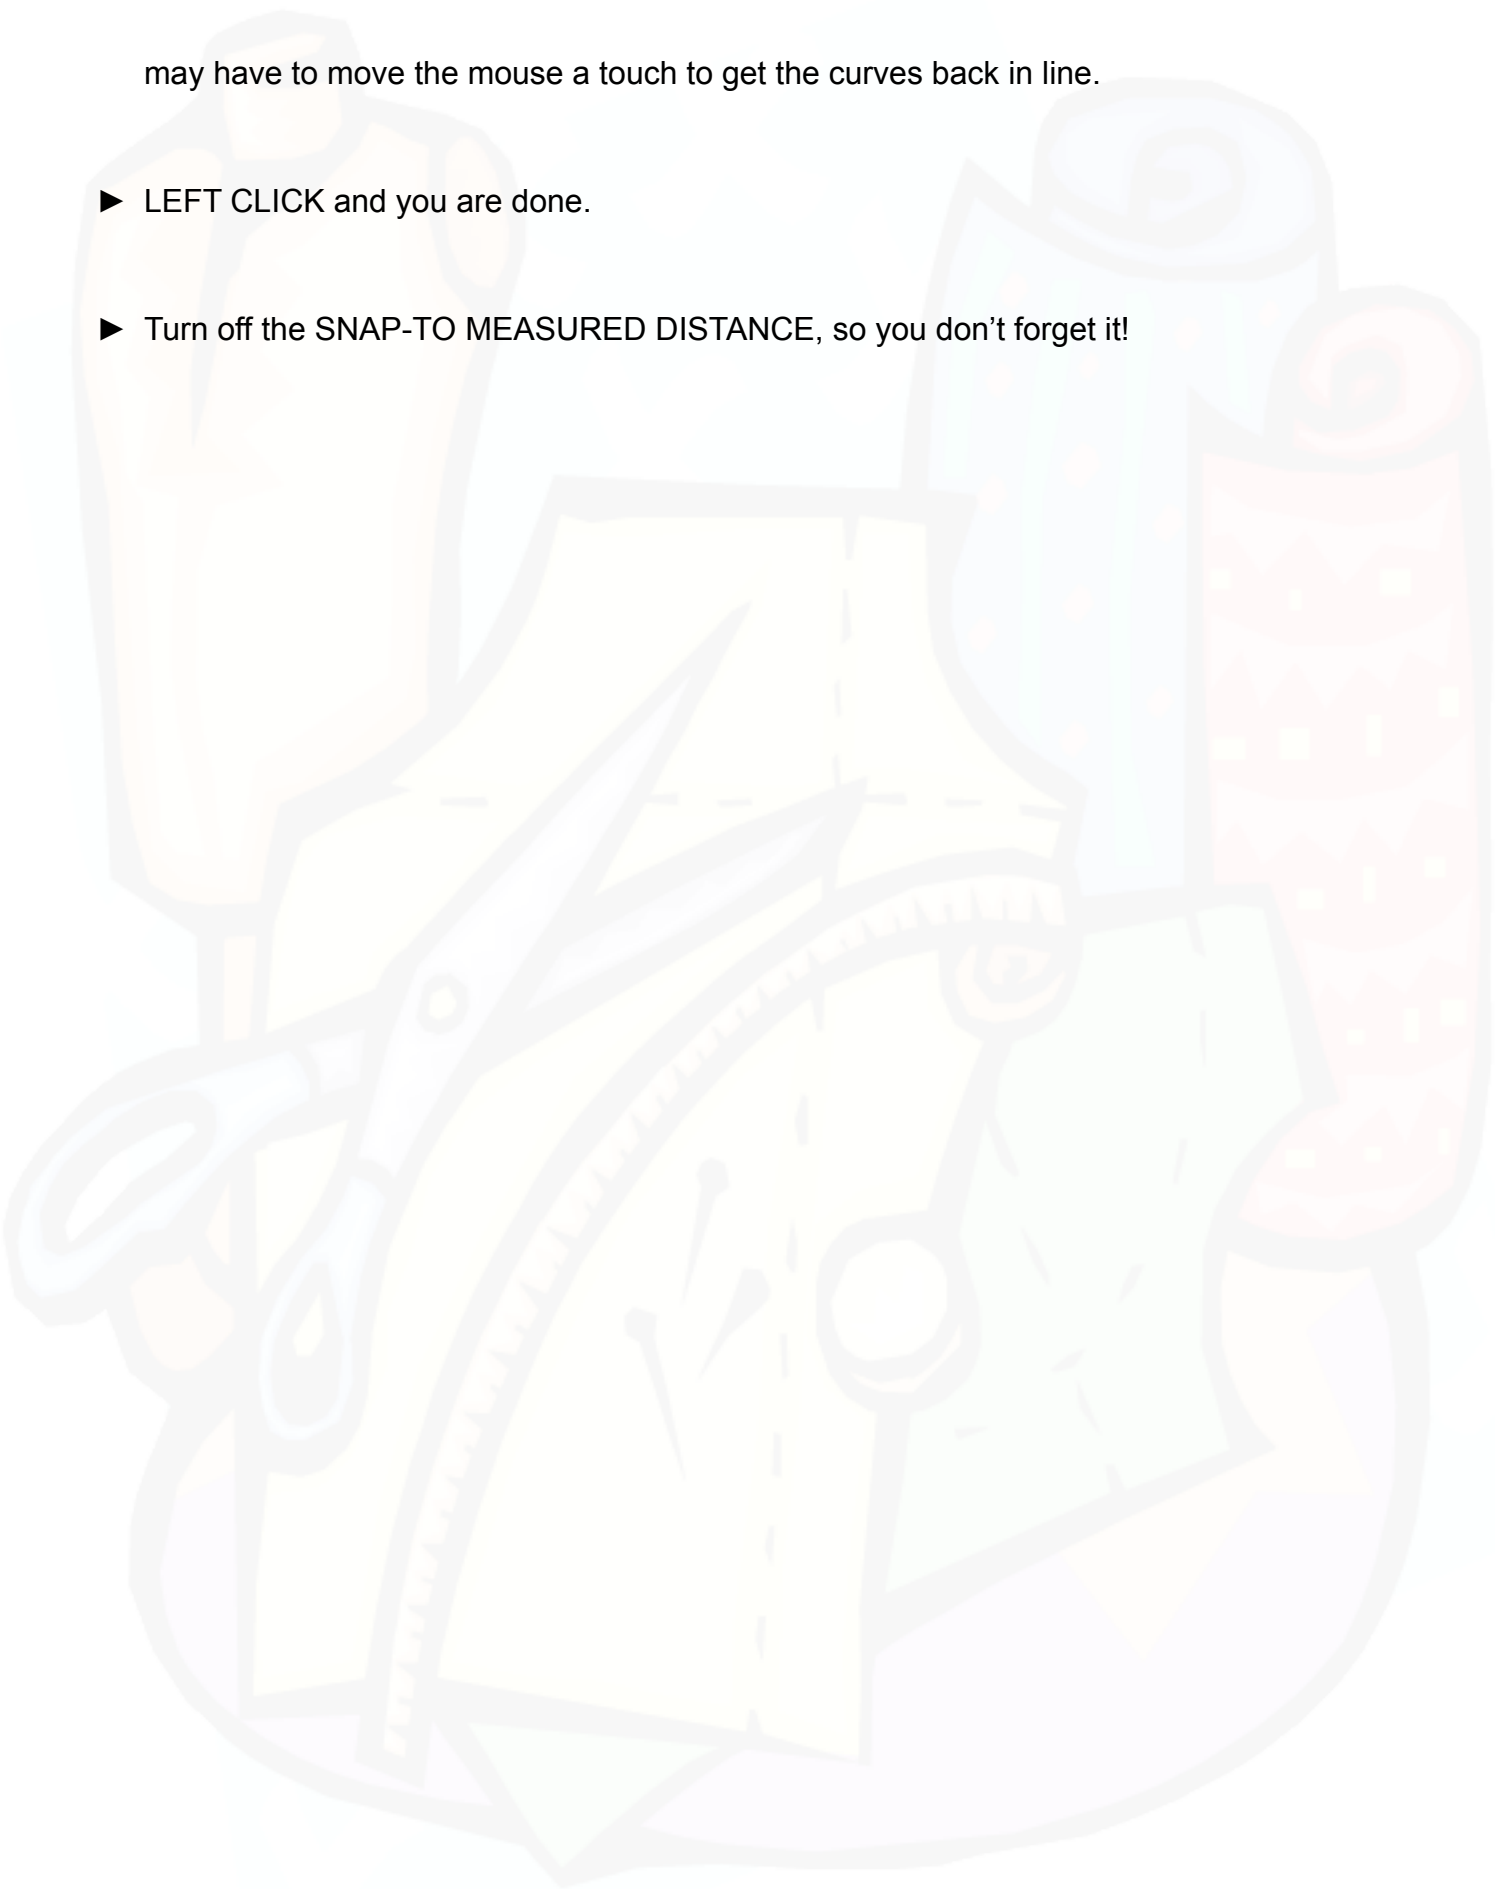 may have to move the mouse a touch to get the curves back in line.
► LEFT CLICK and you are done.
► Turn off the SNAP-TO MEASURED DISTANCE, so you don’t forget it!